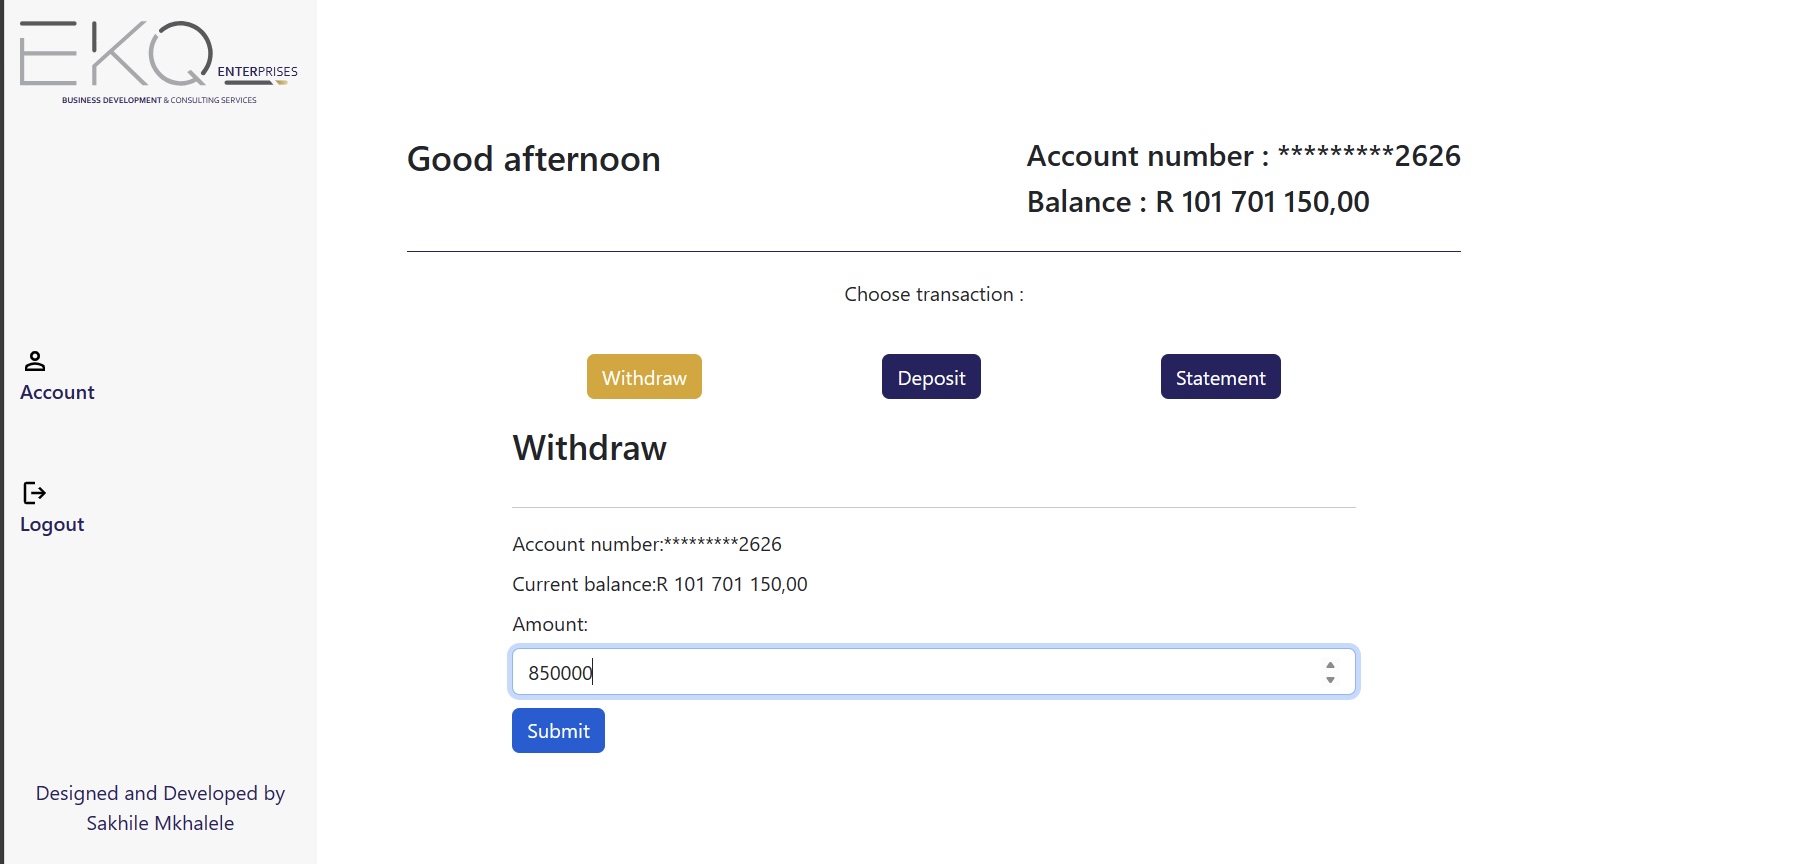 EKQ ENTERPRISES
BUSINESS DEVELOPMENT & CONSULTING SERVICES
Good afternoon
Account number : *********2626
Balance : R 101 701 150,00
Choose transaction :
Withdraw Deposit Statement
Account
Logout
Withdraw
Account number:*********2626
Current balance:R 101 701 150,00
Amount:
850000
Submit
Designed and Developed by
Sakhile Mkhalele